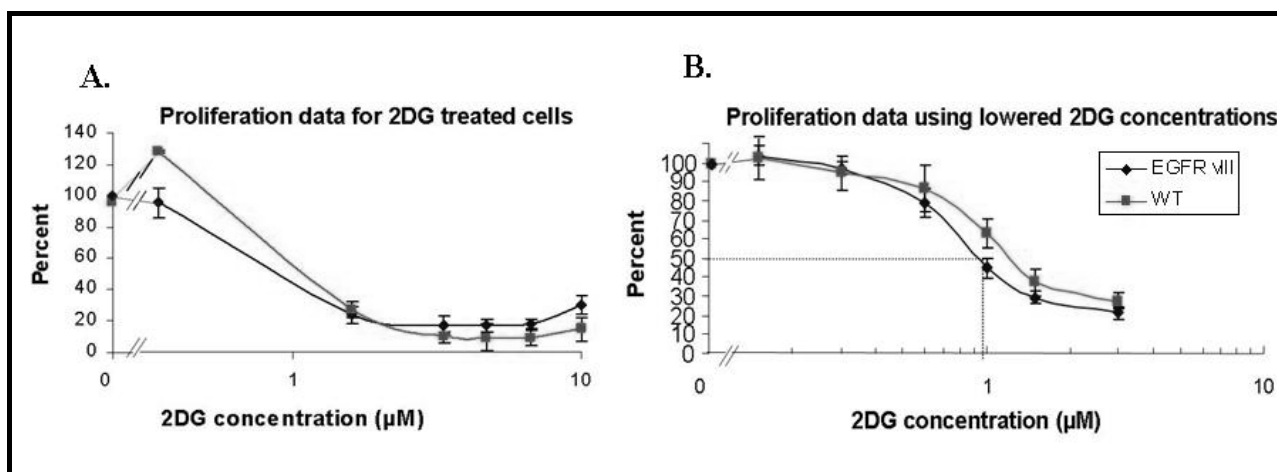 A.
Proliferation data for 2DG treated cells
Percent
140
120
100
80
60
40
20
0
0 1 10
2DG concentration (µM)
B.
Proliferation data using lowered 2DG concentrations
Percent
100
90
80
70
60
50
40
30
20
10
0
0 1 10
2DG concentration (µM)
EGFR vIII
WT